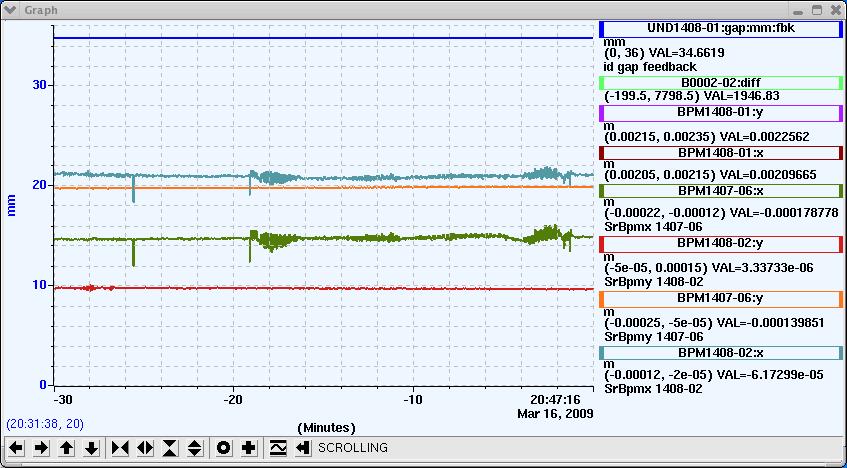 Graph
30
20
10
0
mm
-30
-20
-10
20:47:16
Mar 16, 2009
(Minutes)
(20:31:38, 20)
UND1408-01:gap:mm:fbk
mm
(0, 36) VAL=34.6619
id gap feedback
B0002-02:diff
(-199.5, 7798.5) VAL=1946.83
BPM1408-01:y
m
(0.00215, 0.00235) VAL=0.0022562
BPM1408-01:x
m
(0.00205, 0.00215) VAL=0.00209665
BPM1407-06:x
m
(-0.00022, -0.00012) VAL=-0.000178778
SrBpmx 1407-06
BPM1408-02:y
m
(-5e-05, 0.00015) VAL=3.33733e-06
SrBpmy 1408-02
BPM1407-06:y
m
(-0.00025, -5e-05) VAL=-0.000139851
SrBpmy 1407-06
BPM1408-02:x
m
(-0.00012, -2e-05) VAL=-6.17299e-05
SrBpmx 1408-02
SCROLLING